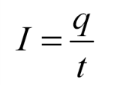 I = q/t